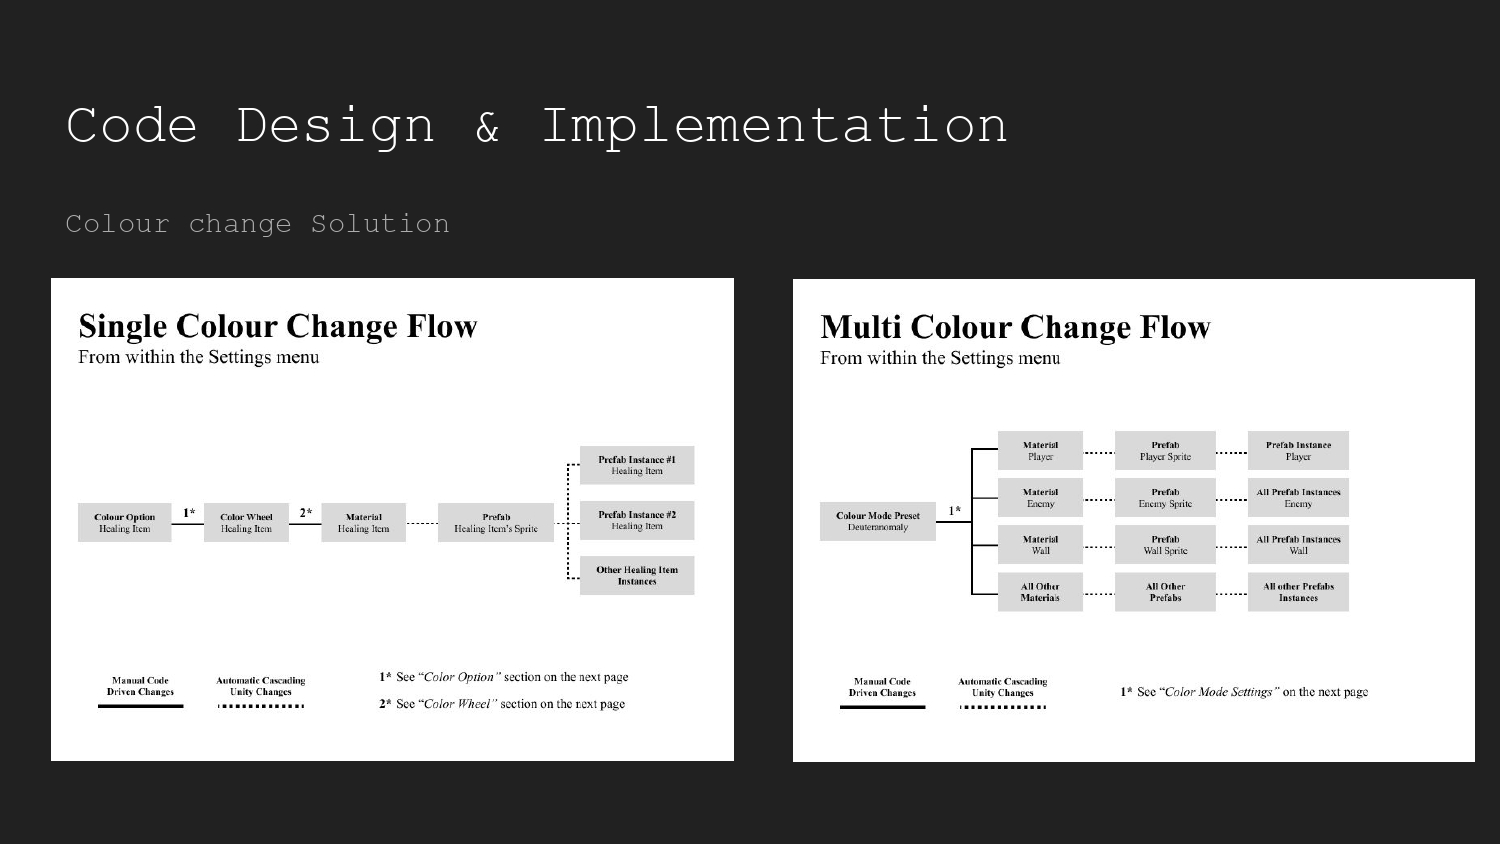 Code Design & Implementation
Colour change Solution
Single Colour Change Flow
From within the Settings menu
Colour Option
Healing Item
1*
Color Wheel
Healing Item
2*
Material
Healing Item
Prefab
Healing Item's Sprite
Prefab Instance #1
Healing Item
Prefab Instance #2
Healing Item
Other Healing Item
Instances
Manual Code
Driven Changes
Automatic Cascading
Unity Changes
1* See “Color Option” section on the next page
2* See “Color Wheel” section on the next page
Multi Colour Change Flow
From within the Settings menu
Colour Mode Preset
Deuteranomaly
1*
Material
Player
Prefab
Player Sprite
Prefab Instance
Player
Material
Enemy
Prefab
Enemy Sprite
All Prefab Instances
Enemy
Material
Wall
Prefab
Wall Sprite
All Prefab Instances
Wall
All Other
Materials
All Other
Prefabs
All other Prefabs
Instances
Manual Code
Driven Changes
Automatic Cascading
Unity Changes
1* See “Color Mode Settings” on the next page